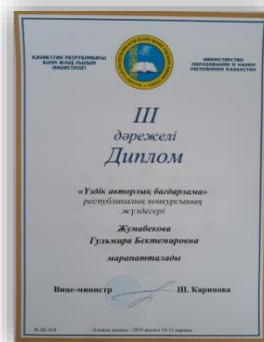 ҚАЗАҚСТАН РЕСПУБЛИКАСЫ
БІЛІМ ЖӘНЕ ҒЫЛЫМ
МИНИСТРЛІГІ
МИНИСТЕРСТВО
ОБРАЗОВАНИЯ И НАУКИ
РЕСПУБЛИКИ КАЗАХСТАН
III
дәрежелі
Диплом
«Үздік авторлық бағдарлама»
республикалық конкурсының
жүлдегері
Жумабекова
Гульмира Бектемировна
марапатталады
Вице-министр
Ш. Каринова